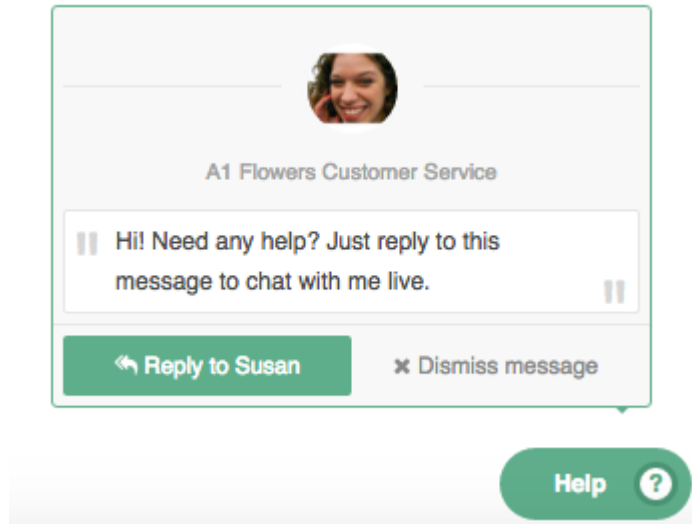 A1 Flowers Customer Service
" Hi! Need any help? Just reply to this
message to chat with me live. "
Reply to Susan
✖ Dismiss message
Help ?